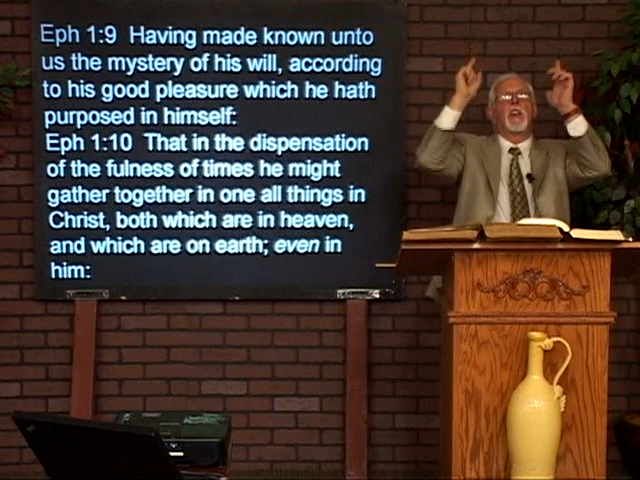 Eph 1:9 Having made known unto
us the mystery of his will, according
to his good pleasure which he hath
purposed in himself:
Eph 1:10 That in the dispensation
of the fulness of times he might
gather together in one all things in
Christ, both which are in heaven,
and which are on earth; even in
him: